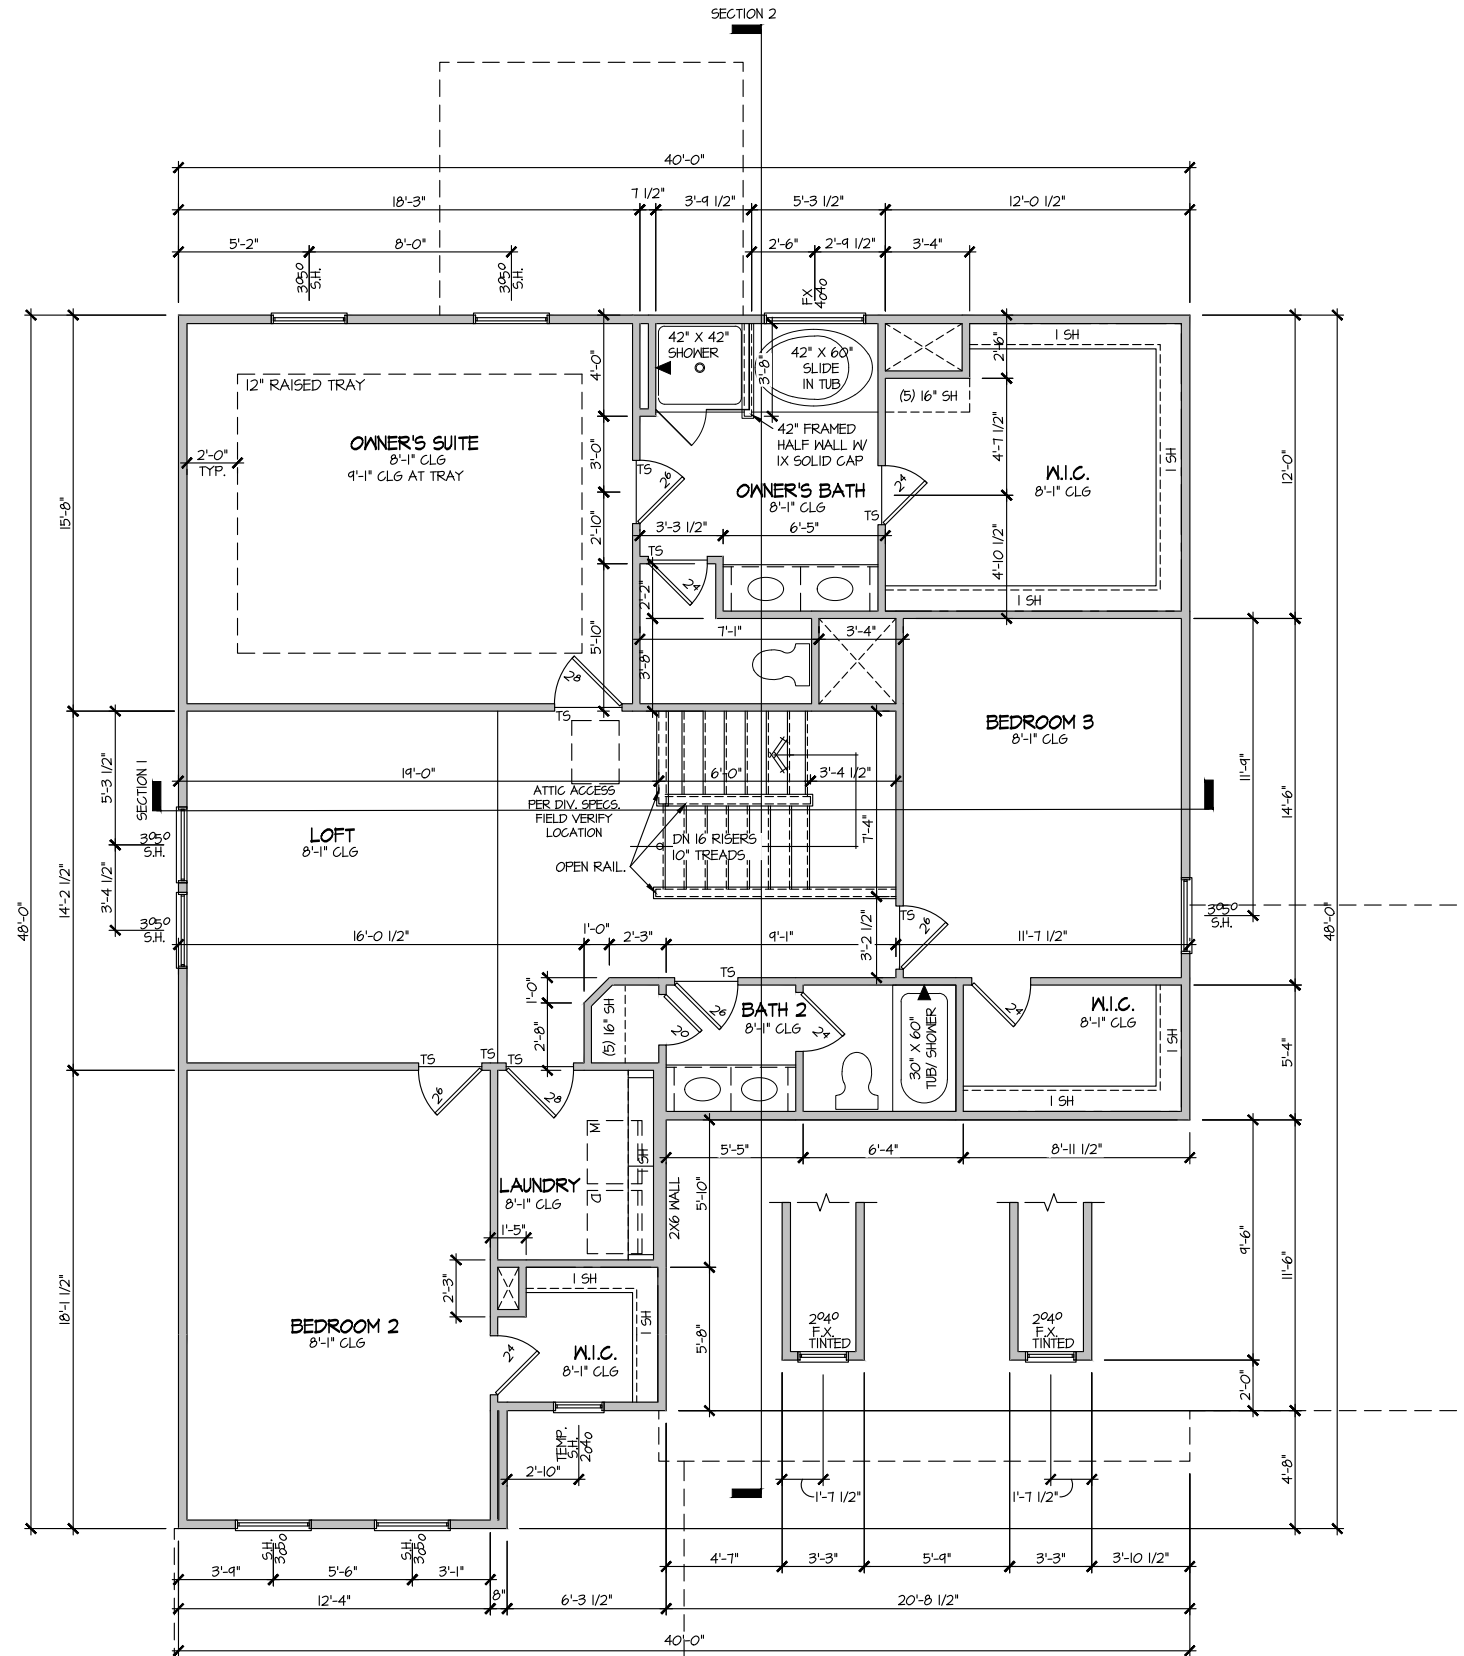 SECTION 2
40'-0"
18'-3"
7 1/2"
3'-9 1/2"
5'-3 1/2"
12'-0 1/2"
5'-2"
8'-0"
2'-6"
2'-9 1/2"
3'-4"
3050
S.H.
3050
S.H.
FX
4040
42" X 42"
SHOWER
42" X 60"
SLIDE
IN TUB
3'-8"
2'-6"
1 SH
4'-0"
12" RAISED TRAY
(5) 16" SH
OWNER'S SUITE
8'-1" CLG
9'-1" CLG AT TRAY
2'-0"
TYP.
42" FRAMED
HALF WALL W/
1X SOLID CAP
3'-0"
TS
26
OWNER'S BATH
8'-1" CLG
24
TS
4'-7 1/2"
W.I.C.
8'-1" CLG
1 SH
12'-0"
15'-8"
2'-10"
3'-3 1/2"
6'-5"
TS
24
2'-2"
4'-10 1/2"
1 SH
5'-10"
7'-1"
3'-4"
3'-8"
28
TS
BEDROOM 3
8'-1" CLG
11'-9"
14'-6"
5'-3 1/2"
SECTION 1
19'-0"
6'-0"
3'-4 1/2"
ATTIC ACCESS
PER DIV. SPECS.
FIELD VERIFY
LOCATION
LOFT
8'-1" CLG
3050
S.H.
DN 16 RISERS
10" TREADS
7'-4"
OPEN RAIL.
14'-2 1/2"
3'-4 1/2"
48'-0"
3050
S.H.
TS
26
3050
S.H.
48'-0"
16'-0 1/2"
1'-0"
2'-3"
9'-1"
3'-2 1/2"
11'-7 1/2"
TS
1'-0"
2'-8"
(5) 16" SH
20
26
BATH 2
8'-1" CLG
24
30" X 60"
TUB/ SHOWER
24
W.I.C.
8'-1" CLG
1 SH
1 SH
5'-4"
TS
TS
TS
26
28
W
D
1 SH
5'-5"
6'-4"
8'-11 1/2"
LAUNDRY
8'-1" CLG
2X6 WALL
5'-10"
1'-5"
2'-3"
1 SH
1 SH
5'-8"
9'-6"
11'-6"
18'-1 1/2"
BEDROOM 2
8'-1" CLG
24
W.I.C.
8'-1" CLG
2040
F.X.
TINTED
2040
F.X.
TINTED
2'-0"
TEMP.
S.H.
2040
2'-10"
4'-8"
1'-7 1/2"
1'-7 1/2"
S.H.
3050
S.H.
3050
3'-9"
5'-6"
3'-1"
4'-7"
3'-3"
5'-9"
3'-3"
3'-10 1/2"
12'-4"
8"
6'-3 1/2"
20'-8 1/2"
40'-0"